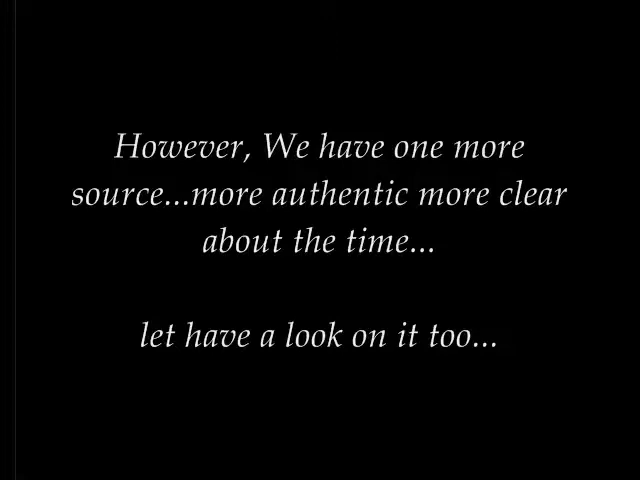 However, We have one more
source...more authentic more clear
about the time...
let have a look on it too...